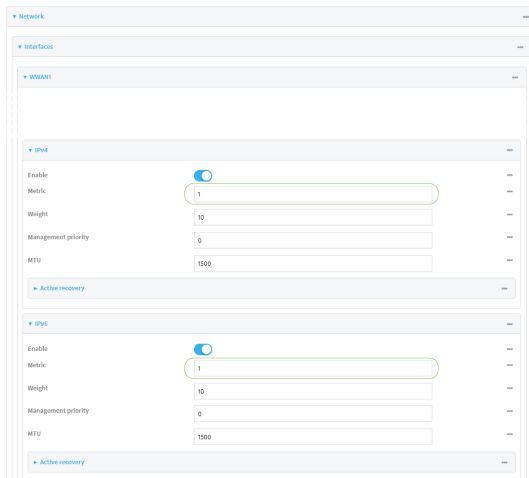 Network
Interfaces
WWAN1
IPv4
Enable
Metric
1
Weight
10
Management priority
0
MTU
1500
Active recovery
IPv6
Enable
Metric
1
Weight
10
Management priority
0
MTU
1500
Active recovery